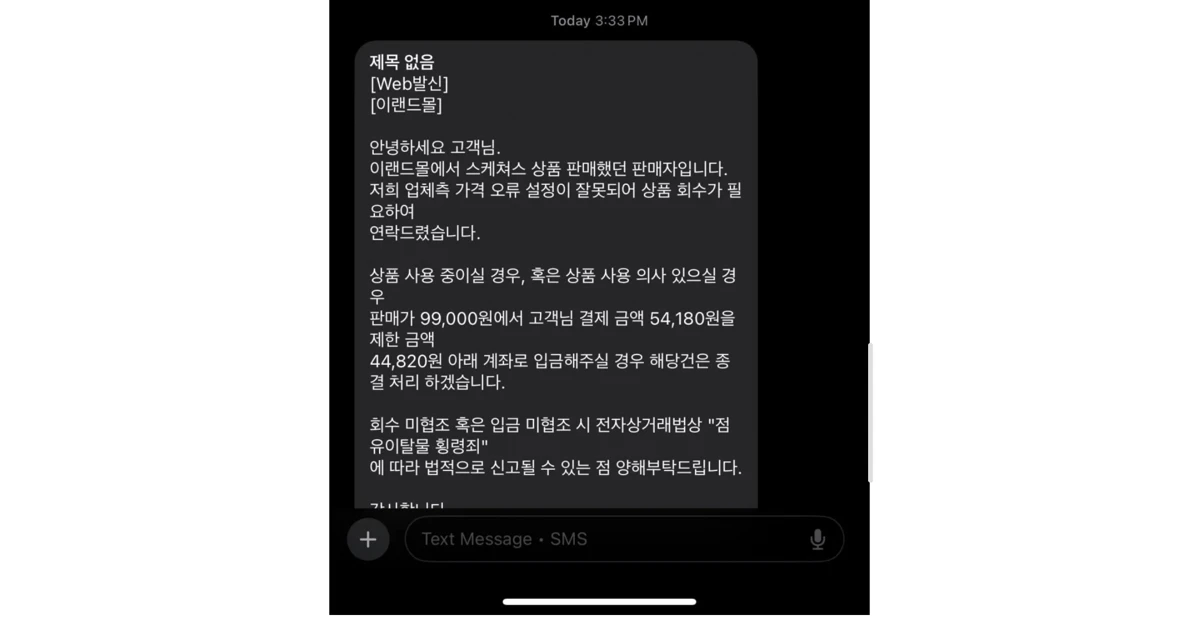 Today 3:33 PM
제목 없음
[Web발신]
[이랜드몰]
안녕하세요 고객님.
이랜드몰에서 스케쳐스 상품 판매했던 판매자입니다.
저희 업체측 가격 오류 설정이 잘못되어 상품 회수가 필
요하여
연락드렸습니다.
상품 사용 중이실 경우, 혹은 상품 사용 의사 있으실 경
우
판매가 99,000원에서 고객님 결제 금액 54,180원을
제한 금액
44,820원 아래 계좌로 입금해주실 경우 해당건은 종
결 처리 하겠습니다.
회수 미협조 혹은 입금 미협조 시 전자상거래법상 "점
유이탈물 횡령죄"
에 따라 법적으로 신고될 수 있는 점 양해부탁드립니다.
감사합니다
Text Message • SMS